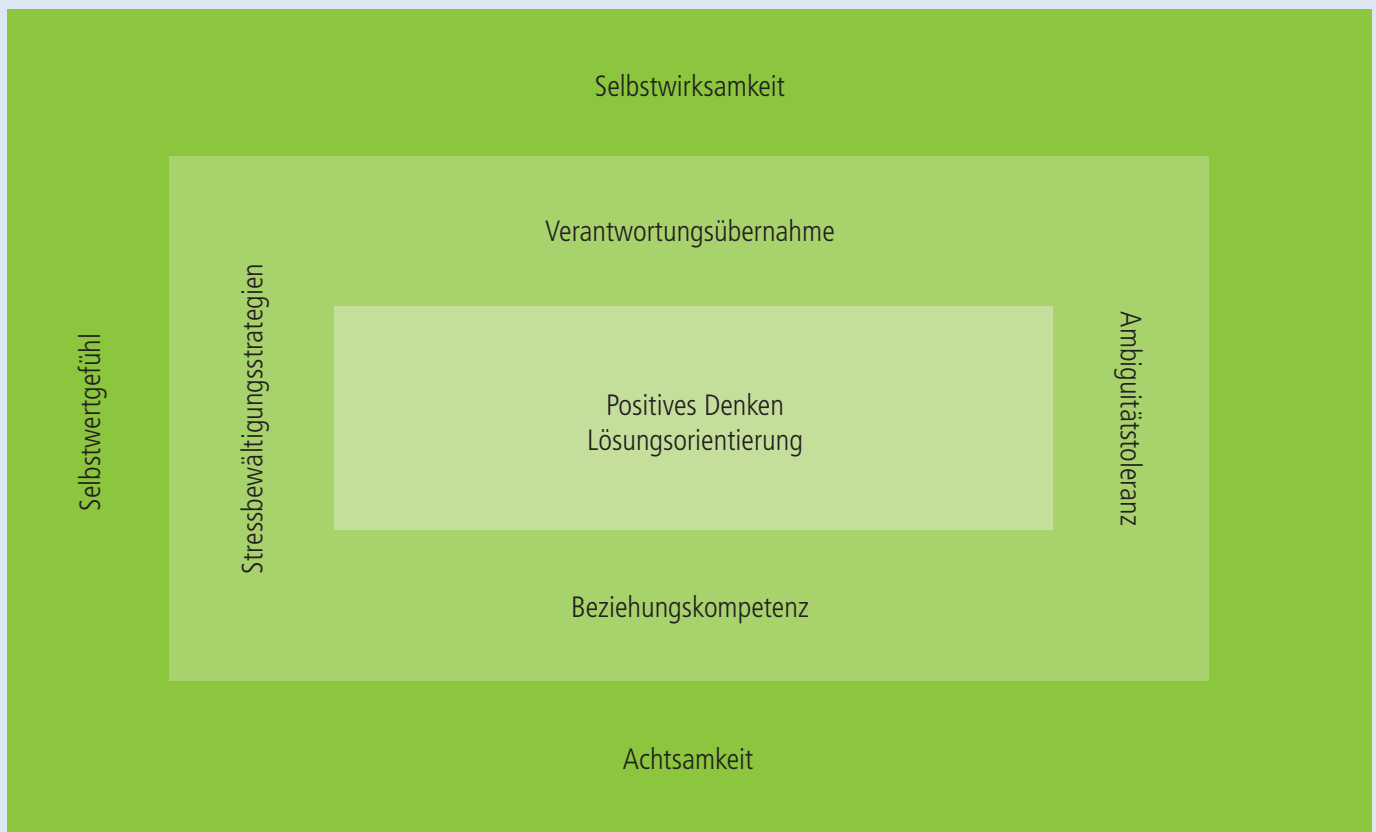 Selbstwirksamkeit
Verantwortungsübernahme
Selbstwertgefühl
Stressbewältigungsstrategien
Positives Denken
Lösungsorientierung
Ambiguitätstoleranz
Beziehungskompetenz
Achtsamkeit